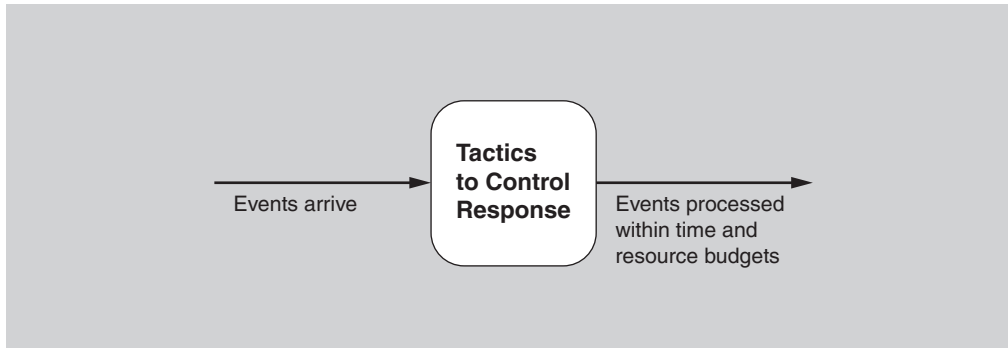 Events arrive
Tactics
to Control
Response
Events processed
within time and
resource budgets